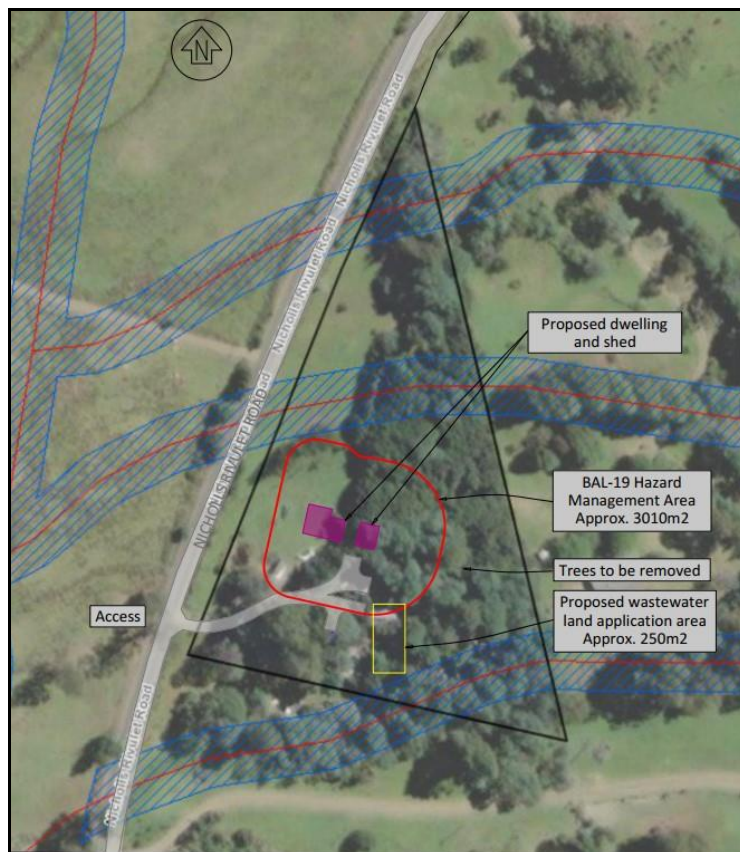 N
Nicholls Rivulet Road
Nicholls Rivulet Road
NICHOLLS RIVULET ROAD
Proposed dwelling
and shed
BAL-19 Hazard
Management Area
Approx. 3010m2
Trees to be removed
Proposed wastewater
land application area
Approx. 250m2
Access
Nicholls Rivulet Road